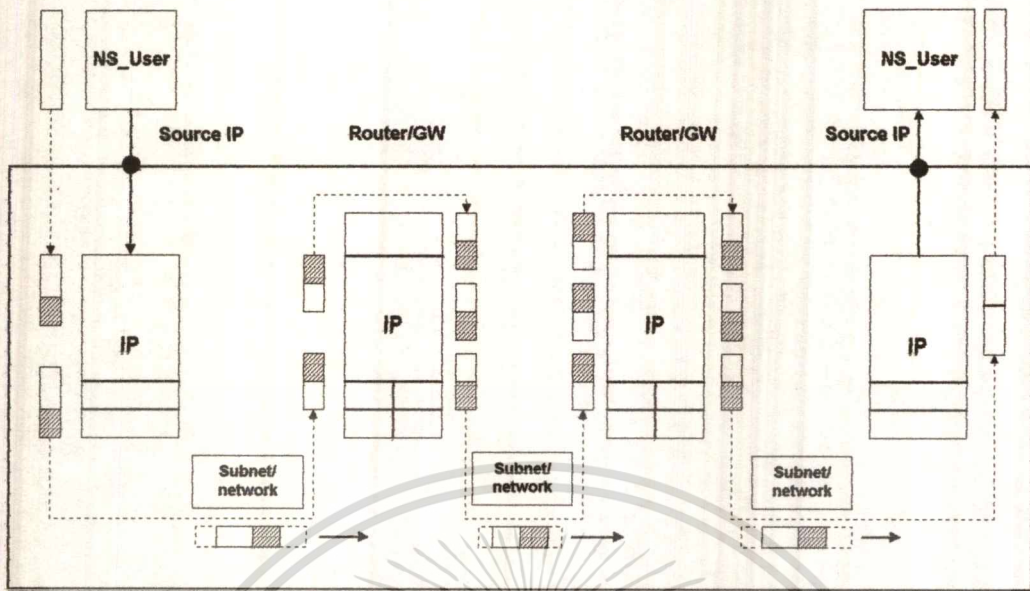 NS_User
NS_User
Source IP
Router/GW
Router/GW
Source IP
IP
IP
IP
IP
Subnet/
network
Subnet/
network
Subnet/
network